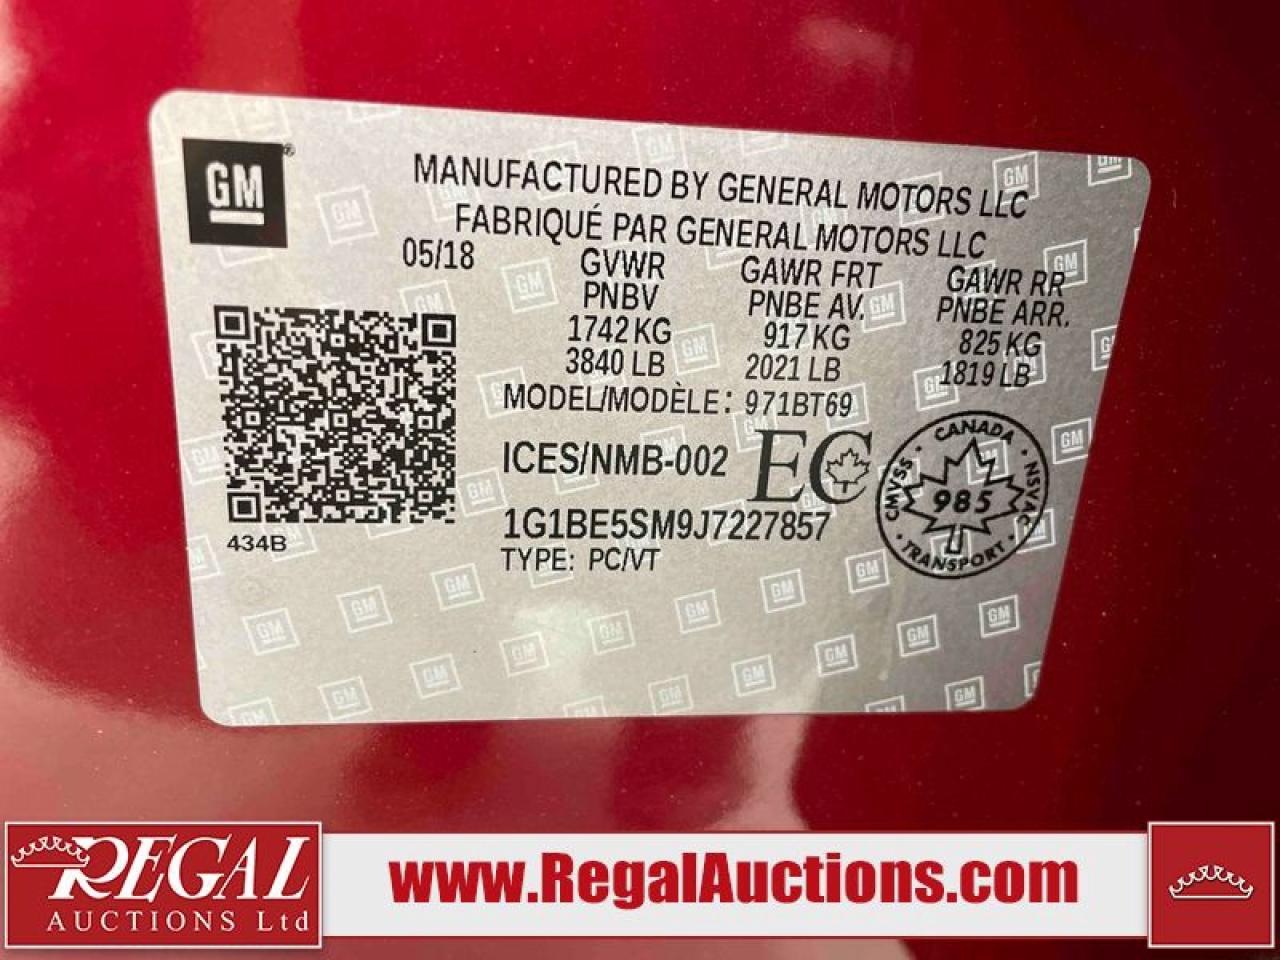 GM®
MANUFACTURED BY GENERAL MOTORS LLC
FABRIQUÉ PAR GENERAL MOTORS LLC
05/18
GVWR GAWR FRT GAWR RR
PNBV PNBE AV. PNBE ARR.
1742 KG 917 KG 825 KG
3840 LB 2021 LB 1819 LB
MODEL/MODÈLE: 971BT69
ICES/NMB-002 EC
CANADA
CMVSS 985 NSVAC
TRANSPORT
1G1BE5SM9J7227857
TYPE: PC/VT
434B
REGAL
AUCTIONS Ltd
www.RegalAuctions.com